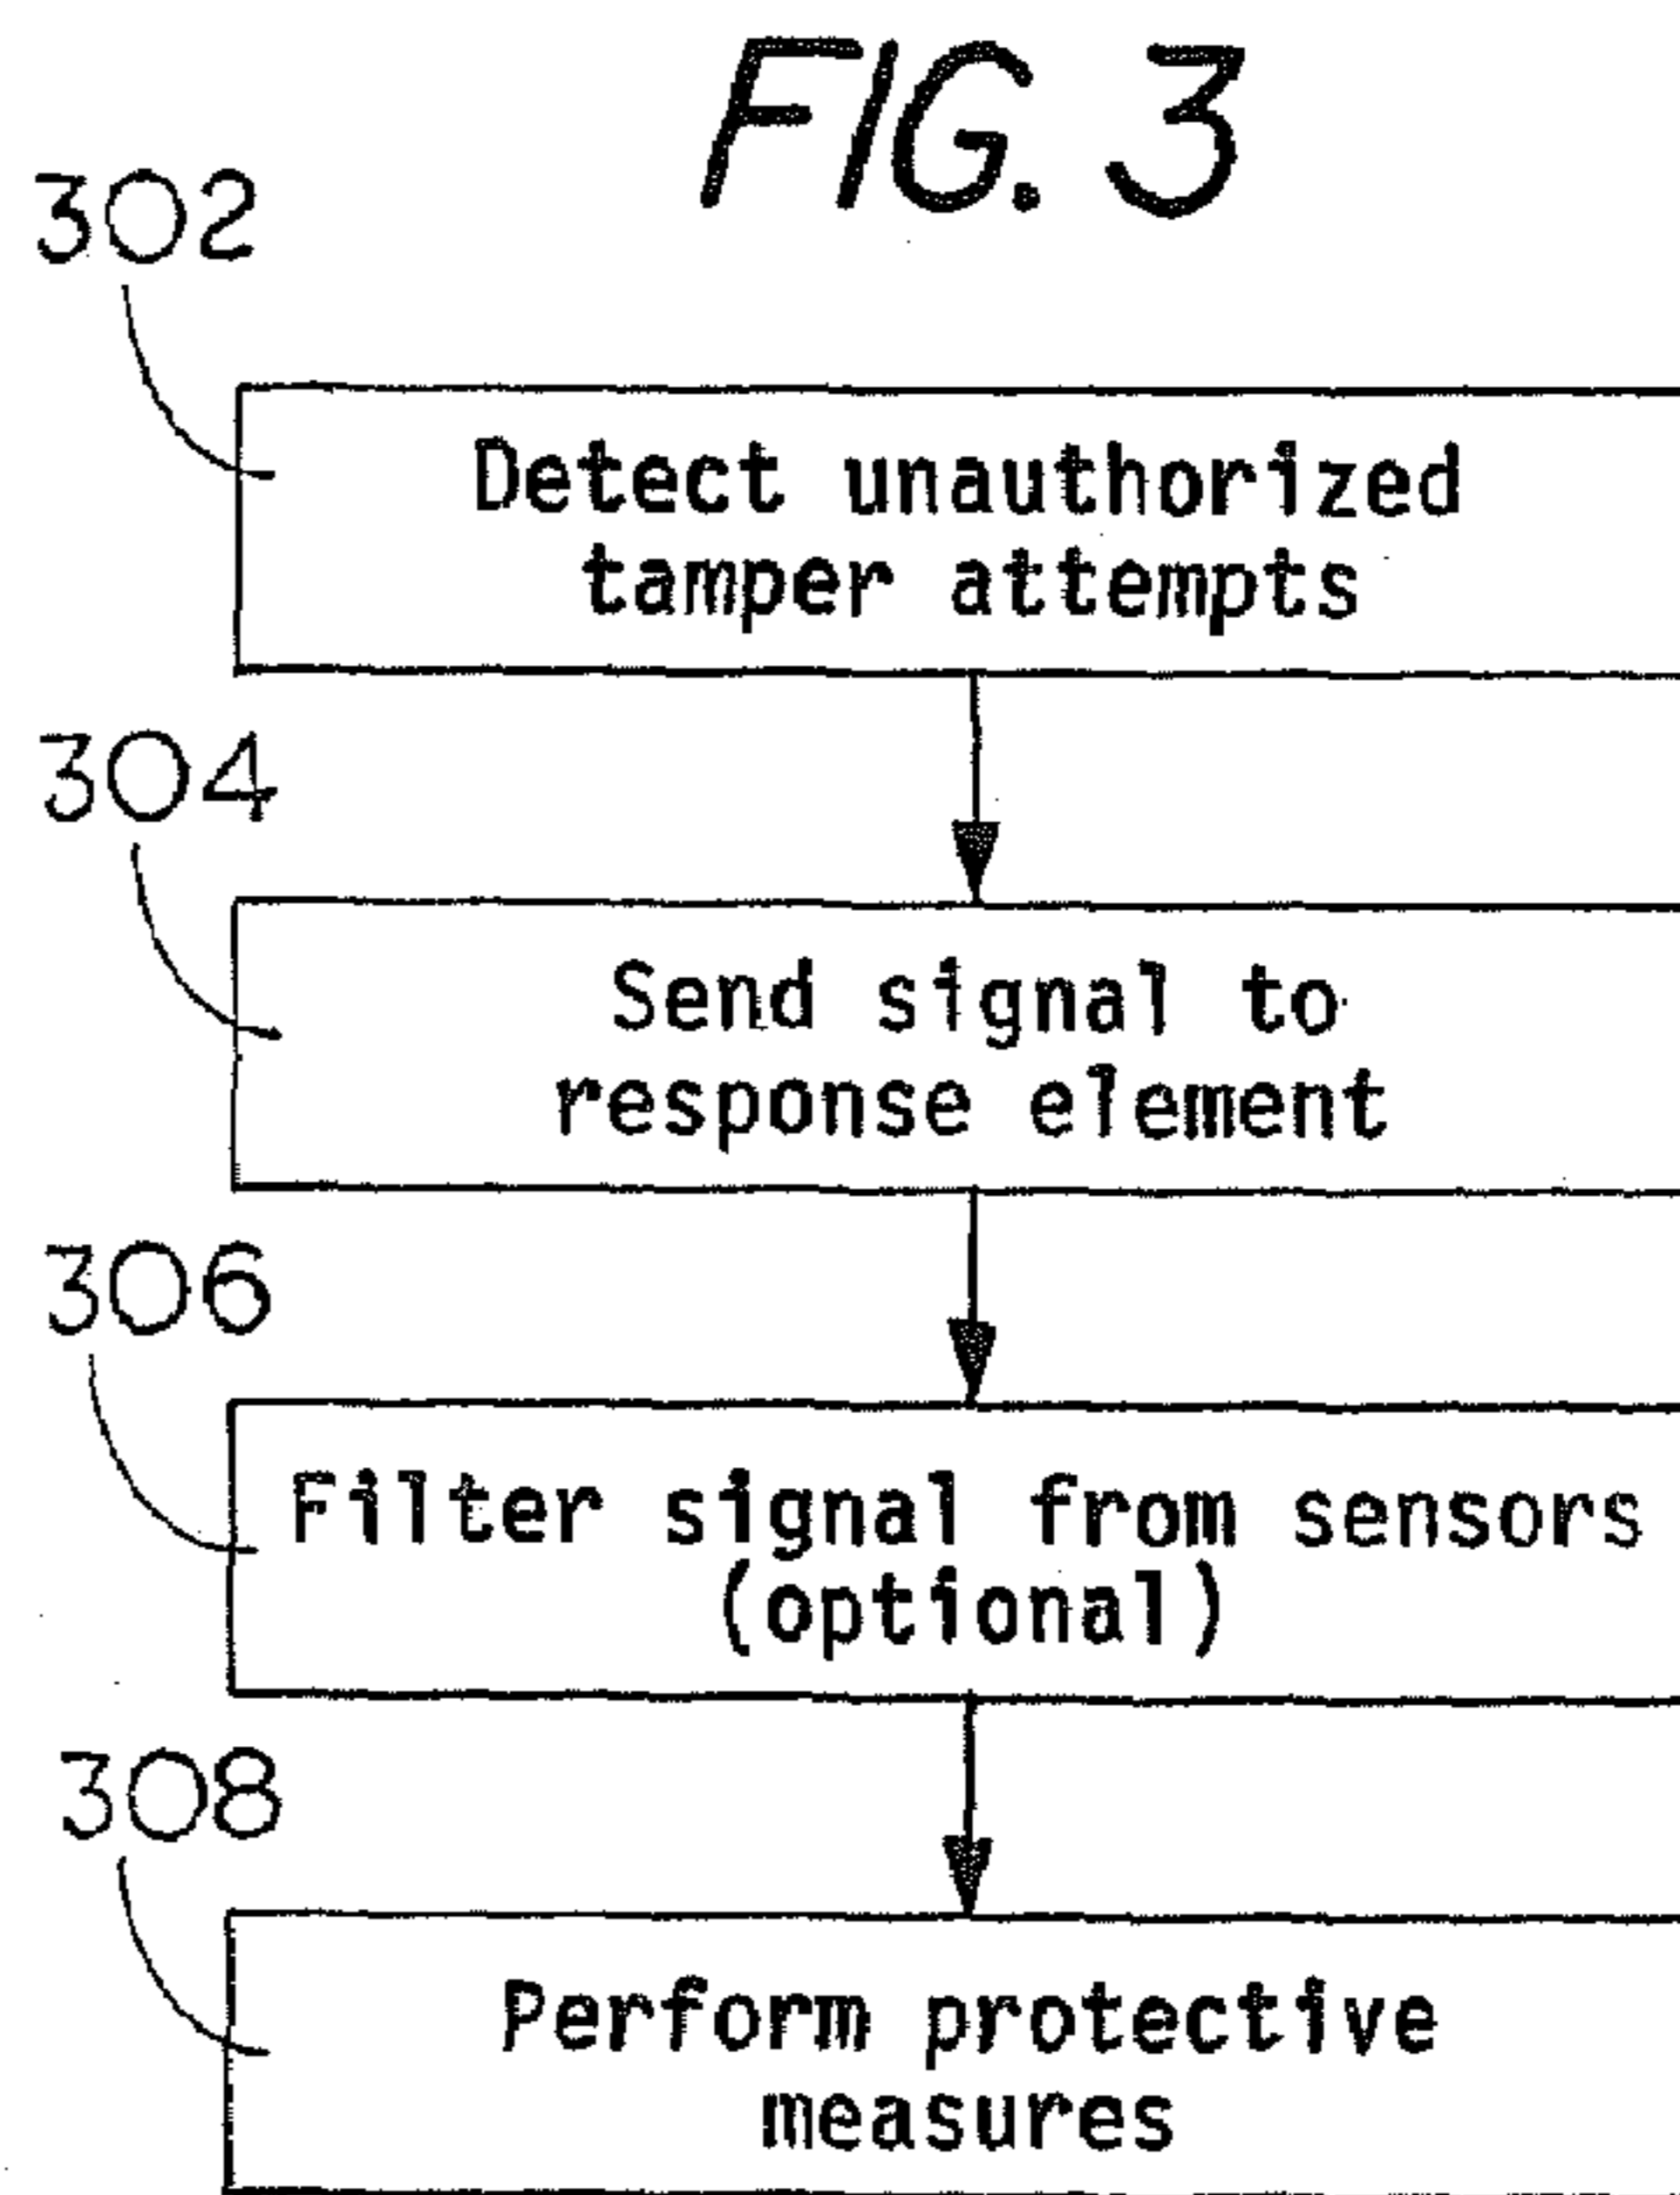 FIG. 3
302
Detect unauthorized
tamper attempts
304
Send signal to
response element
306
Filter signal from sensors
(optional)
308
Perform protective
measures